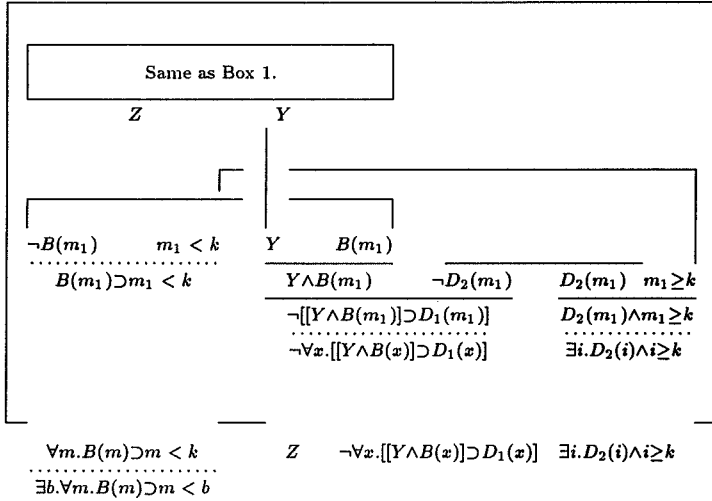 Same as Box 1.
Z Y
¬B(m₁) m₁ < k Y B(m₁)
B(m₁)⊃m₁ < k Y∧B(m₁) ¬D₂(m₁) D₂(m₁) m₁≥k
¬[[Y∧B(m₁)]⊃D₁(m₁)] D₂(m₁)∧m₁≥k
¬∀x.[[Y∧B(x)]⊃D₁(x)] ∃i.D₂(i)∧i≥k
∀m.B(m)⊃m < k Z ¬∀x.[[Y∧B(x)]⊃D₁(x)] ∃i.D₂(i)∧i≥k
∃b.∀m.B(m)⊃m < b